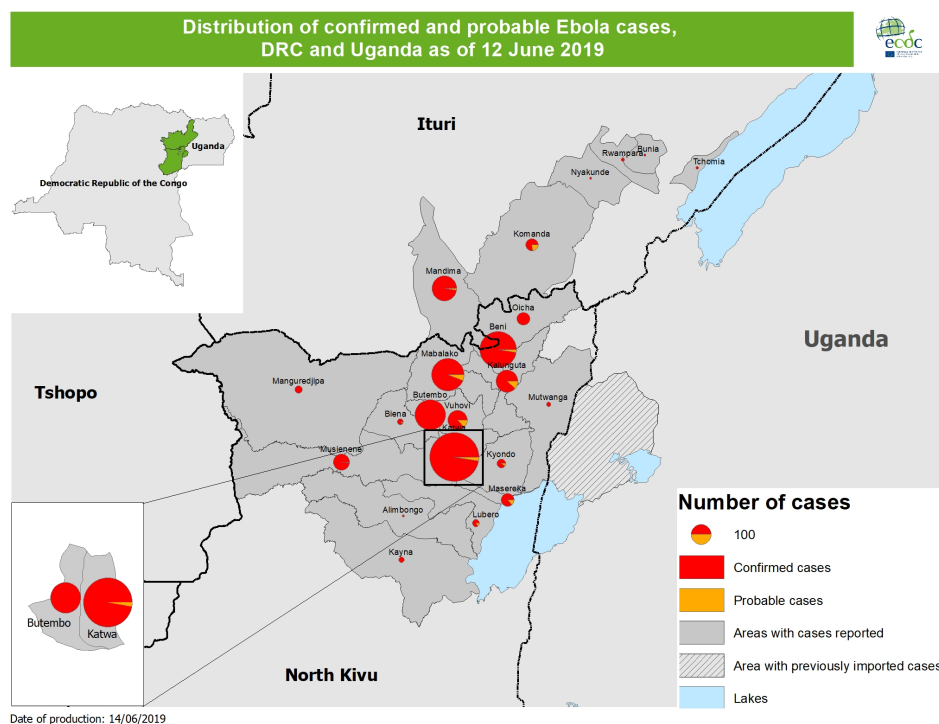 Distribution of confirmed and probable Ebola cases,
DRC and Uganda as of 12 June 2019
ecdc
Ituri
Uganda
Democratic Republic of the Congo
Rwampara
Bunia
Tchomia
Nyakunde
Komanda
Mandima
Oicha
Beni
Uganda
Mabalako
Kalunguta
Manguredjipa
Tshopo
Butembo
Mutwanga
Vuhovi
Biena
Katwa
Musienene
Kyondo
Masereka
Alimbongo
Lubero
Kayna
Butembo
Katwa
North Kivu
Number of cases
100
Confirmed cases
Probable cases
Areas with cases reported
Area with previously imported cases
Lakes
Date of production: 14/06/2019